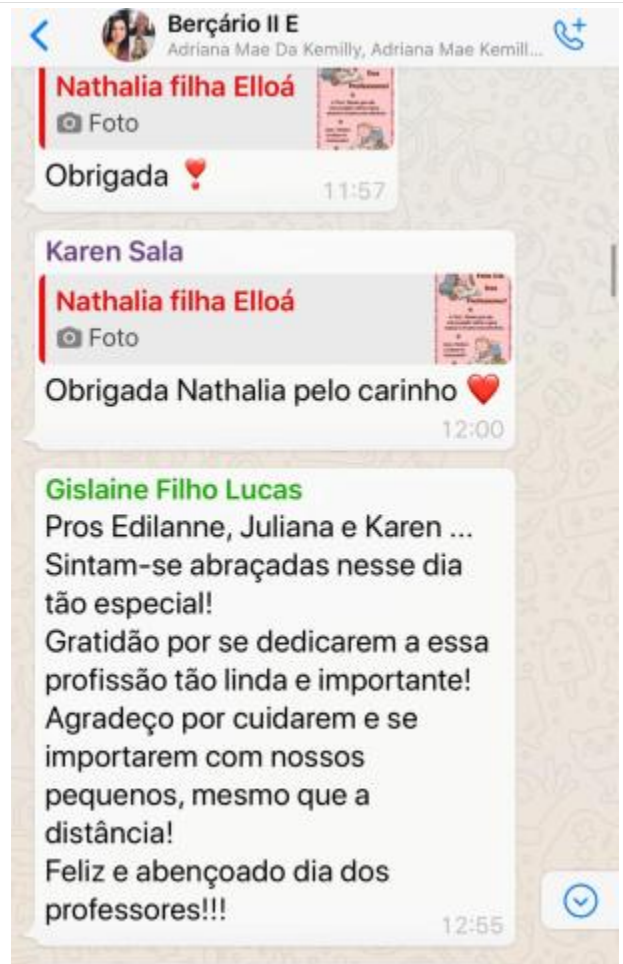 Berçário II E
Adriana Mae Da Kemilly, Adriana Mae Kemill...
Nathalia filha Elloá
Foto
Professores!
Obrigada ❣
11:57
Karen Sala
Nathalia filha Elloá
Foto
Dos
Professores!
Obrigada Nathalia pelo carinho ❤
12:00
Gislaine Filho Lucas
Pros Edilanne, Juliana e Karen ...
Sintam-se abraçadas nesse dia
tão especial!
Gratidão por se dedicarem a essa
profissão tão linda e importante!
Agradeço por cuidarem e se
importarem com nossos
pequenos, mesmo que a
distância!
Feliz e abençoado dia dos
professores!!!
12:55